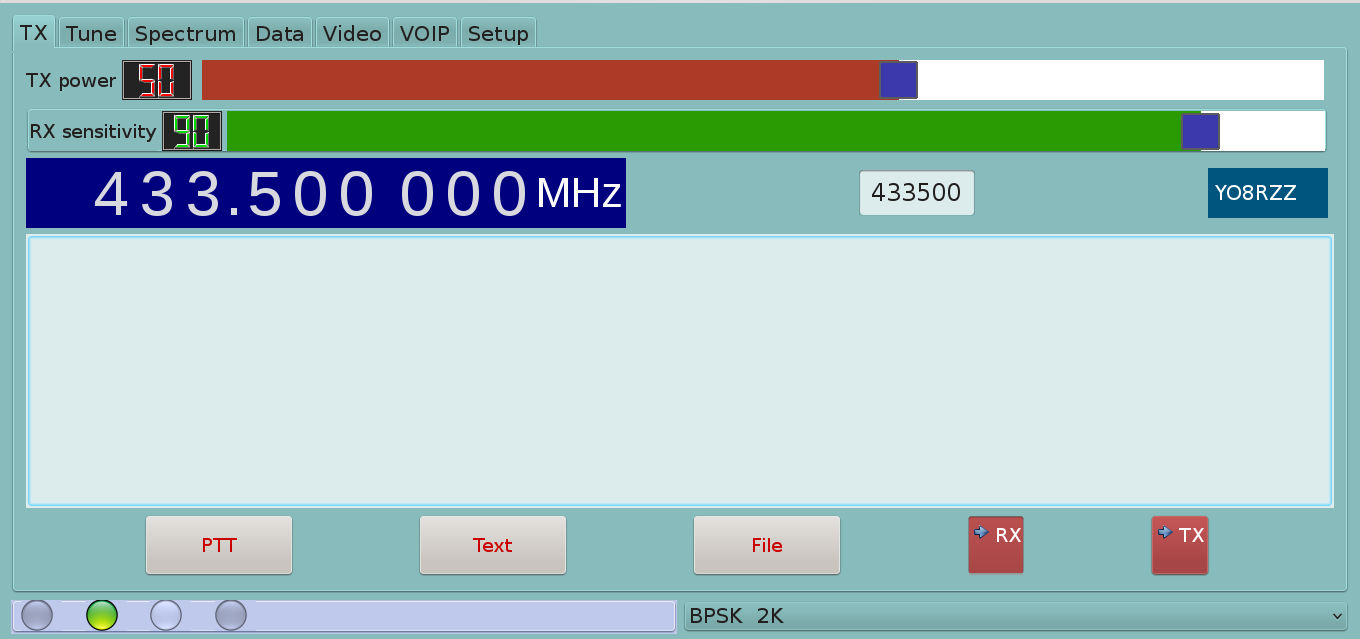 TX Tune Spectrum Data Video VOIP Setup
TX power 50
RX sensitivity 90
433.500 000 MHz 433500 YO8RZZ
PTT Text File RX TX
BPSK 2K